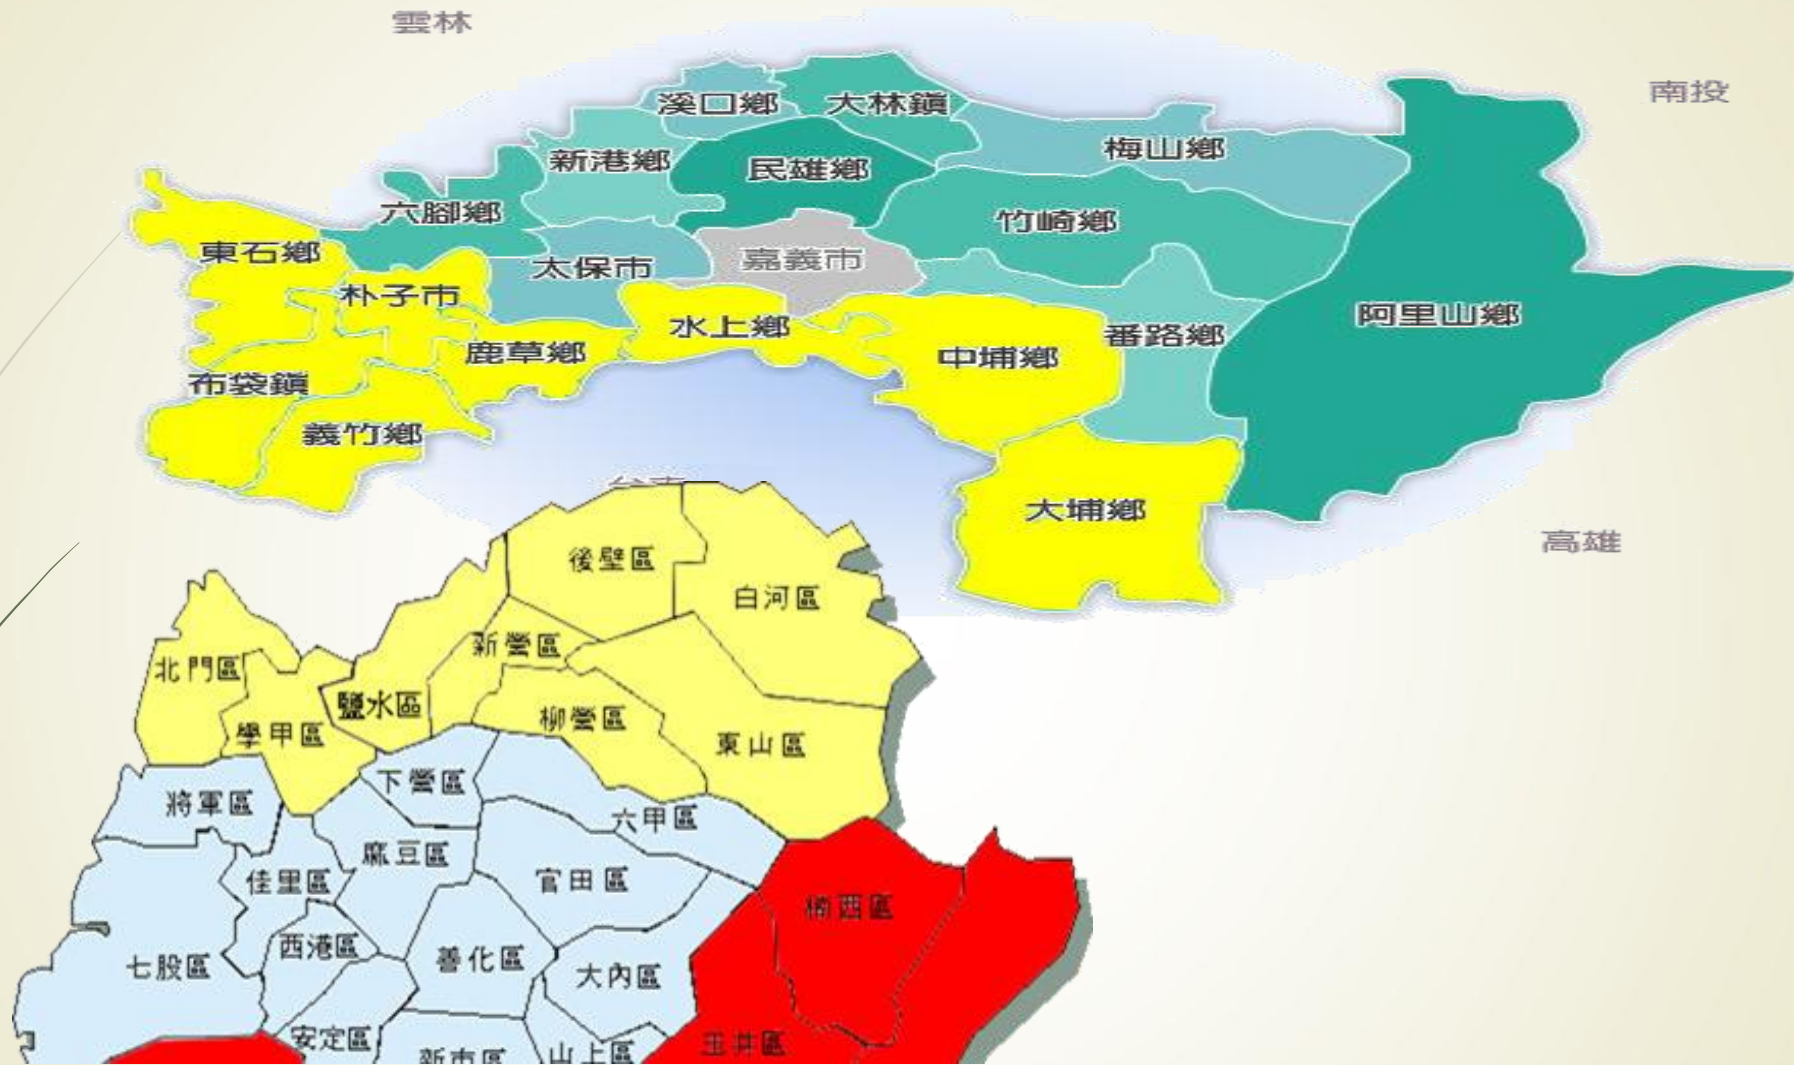 雲林
南投
溪口鄉
大林鎮
梅山鄉
新港鄉
民雄鄉
六腳鄉
竹崎鄉
東石鄉
太保市
嘉義市
朴子市
水上鄉
番路鄉
阿里山鄉
鹿草鄉
中埔鄉
布袋鎮
義竹鄉
大埔鄉
高雄
後壁區
白河區
新營區
北門區
鹽水區
柳營區
學甲區
東山區
下營區
將軍區
六甲區
麻豆區
佳里區
官田區
楠西區
西港區
善化區
七股區
大內區
安定區
玉井區
新市區
山上區